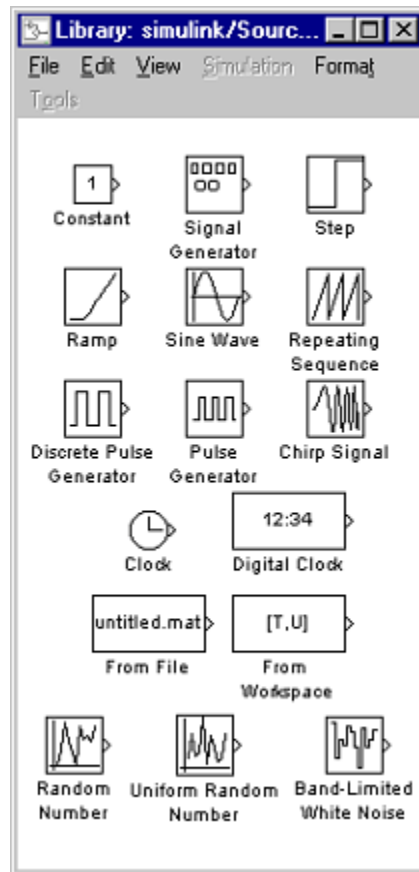 Library: simulink/Sourc...
File Edit View Simulation Format
Tools
1
Constant
Signal
Generator
Step
Ramp
Sine Wave
Repeating
Sequence
Discrete Pulse
Generator
Pulse
Generator
Chirp Signal
Clock
12:34
Digital Clock
untitled.mat
From File
[T,U]
From
Workspace
Random
Number
Uniform Random
Number
Band-Limited
White Noise